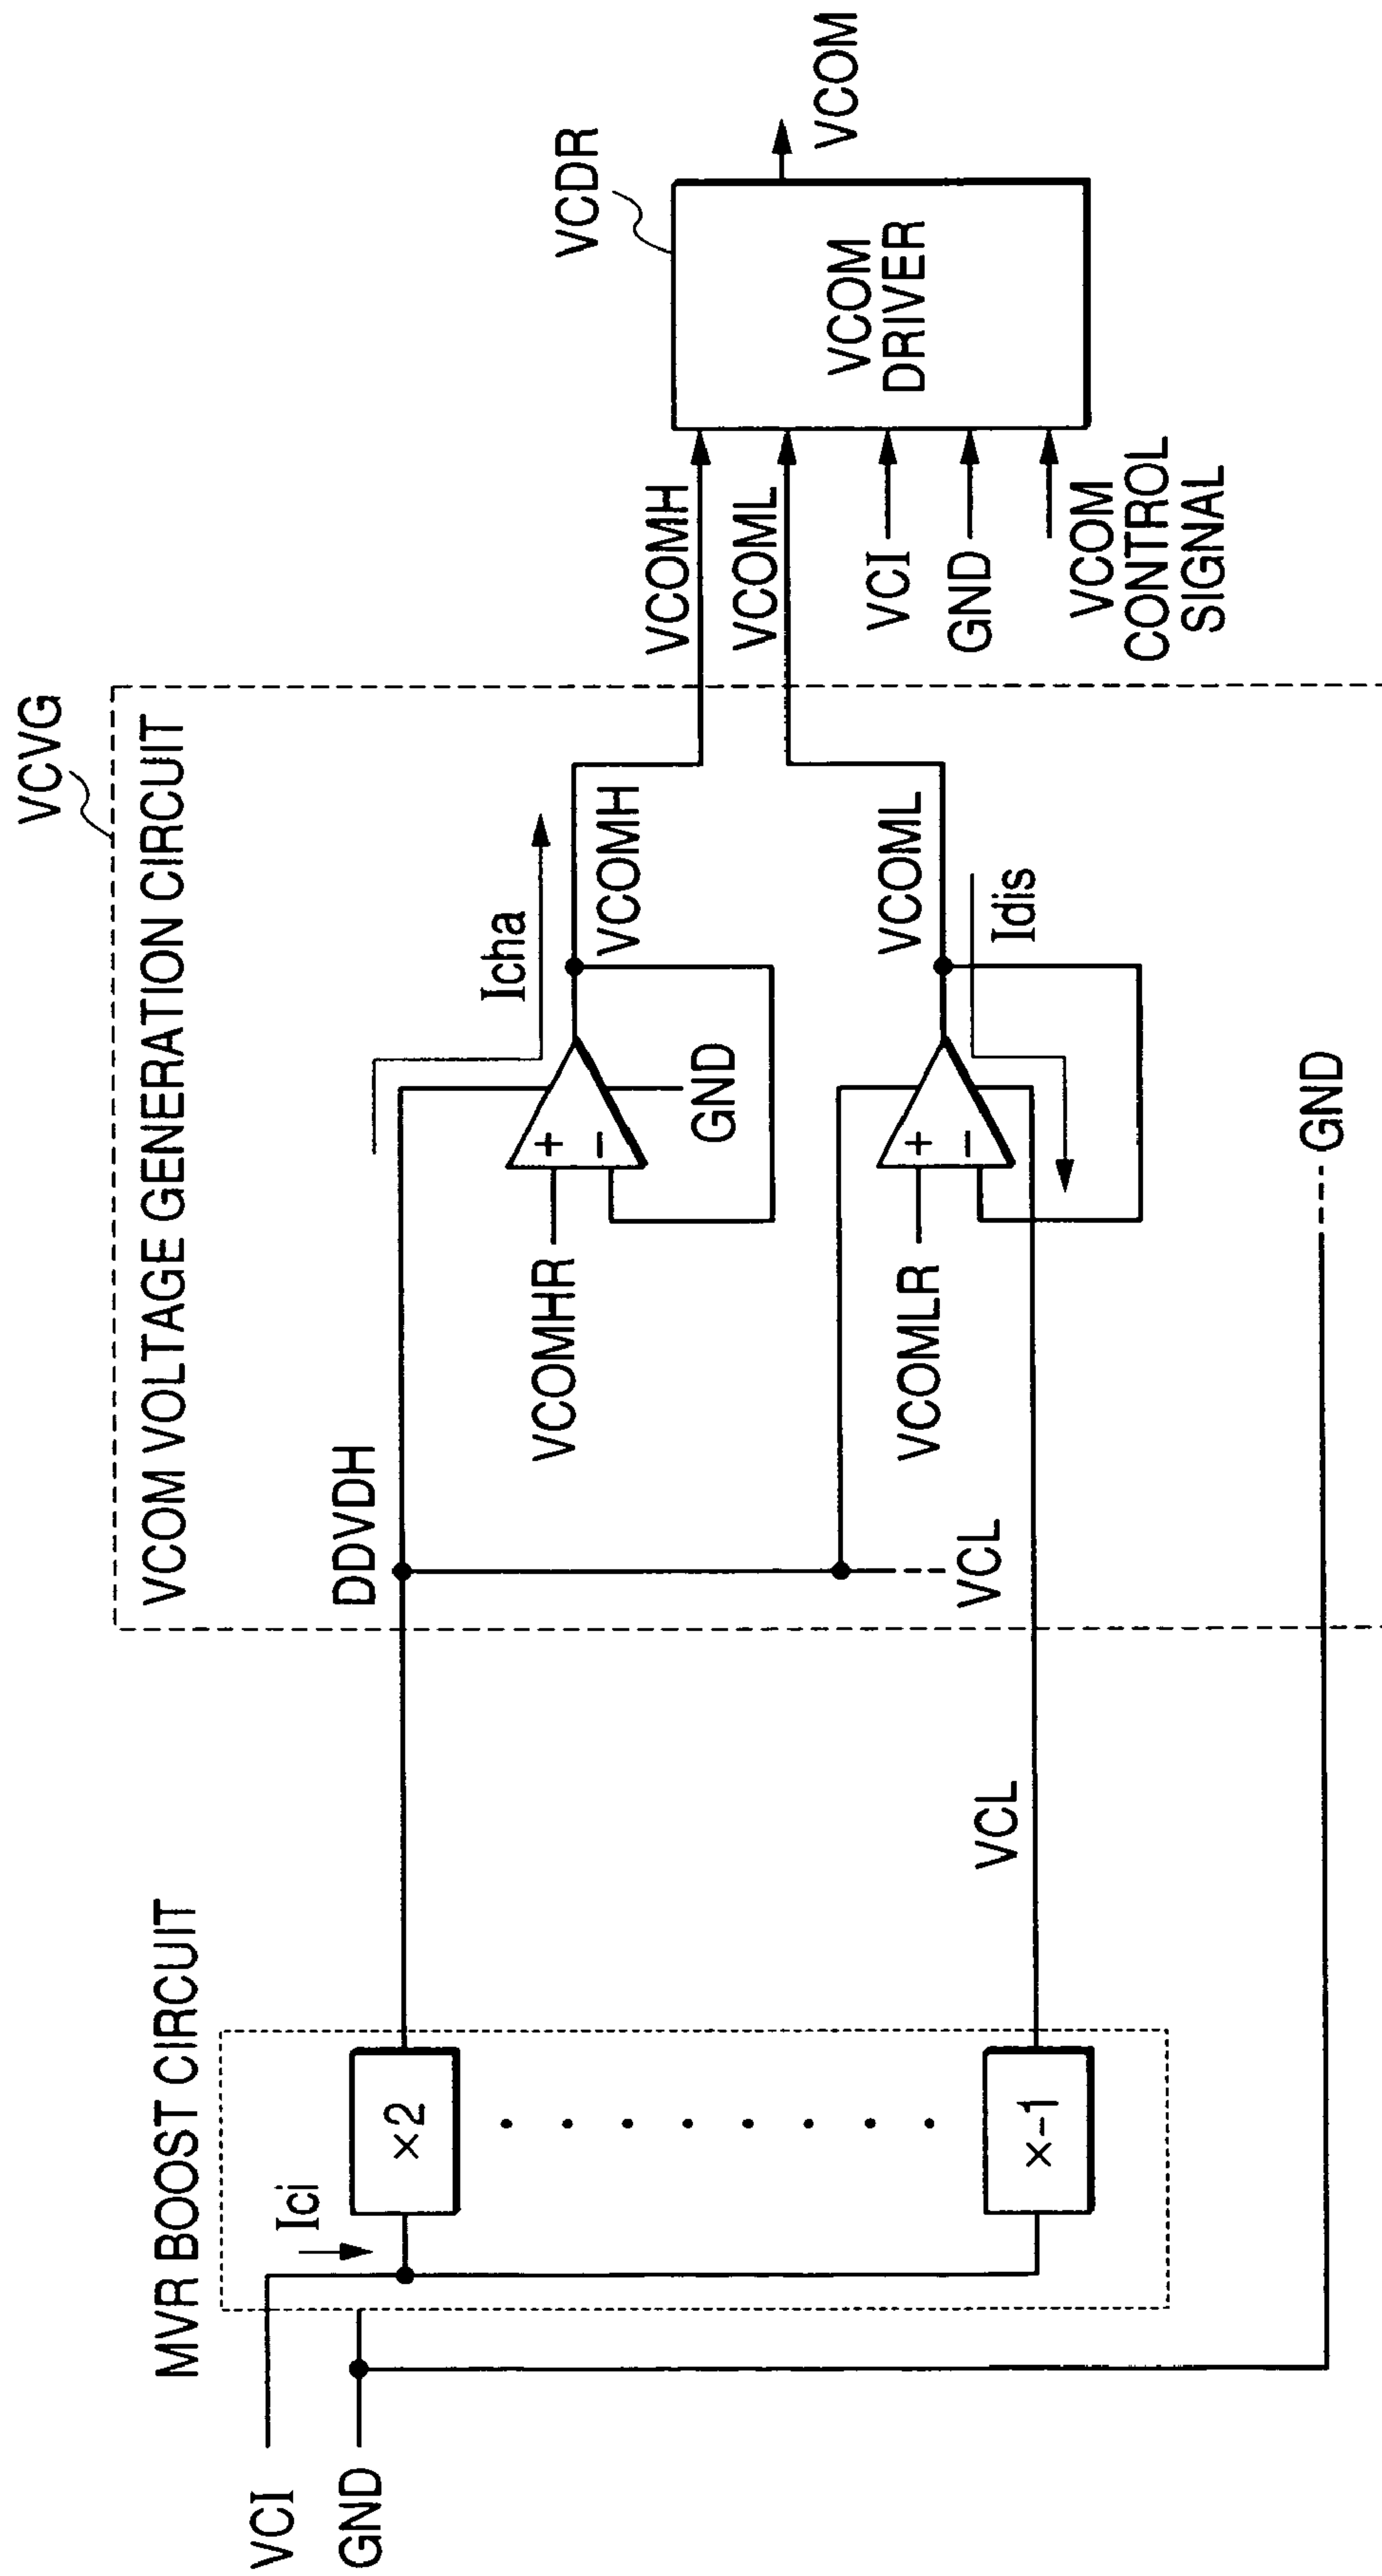 VCVG
VCOM VOLTAGE GENERATION CIRCUIT
MVR BOOST CIRCUIT
VCI
GND
Ici
×2
×-1
VCL
DDVDH
VCL
VCOMHR
+
−
GND
Icha
VCOMH
VCOMLR
+
−
VCOML
Idis
GND
VCOMH
VCOML
VCI
GND
VCOM
CONTROL
SIGNAL
VCDR
VCOM
DRIVER
VCOM